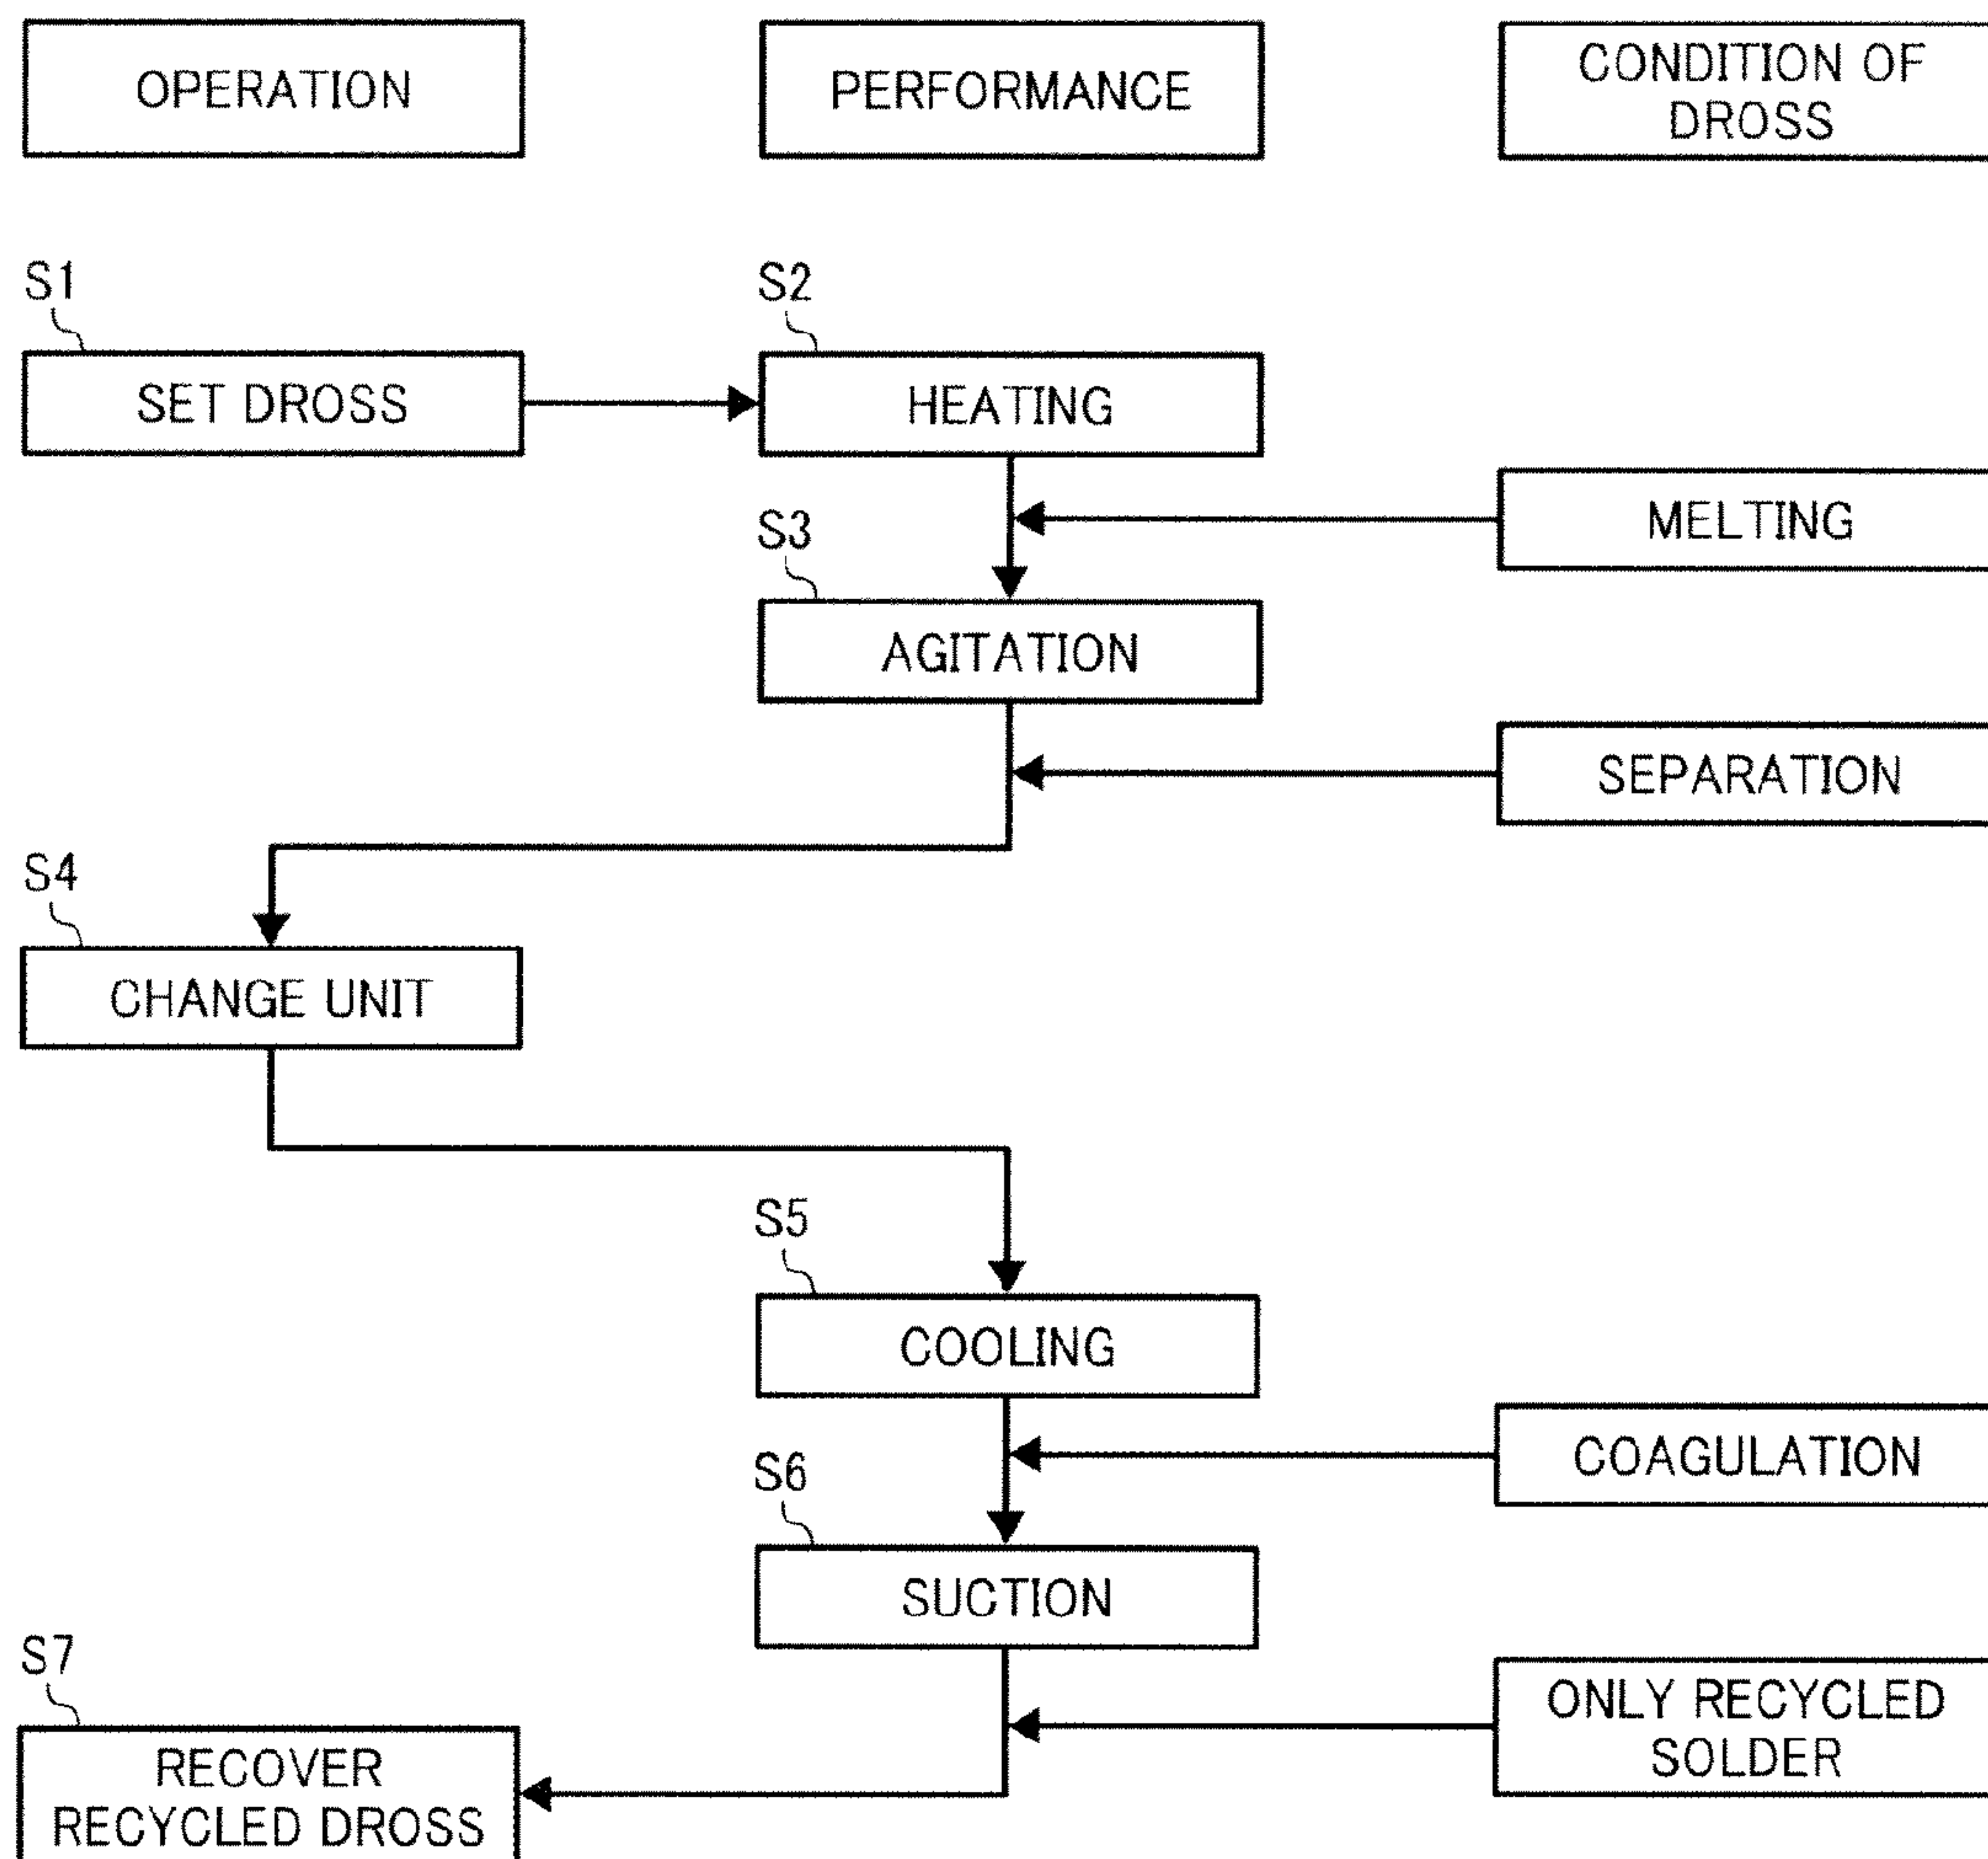 OPERATION
PERFORMANCE
CONDITION OF
DROSS
S1
SET DROSS
S2
HEATING
MELTING
S3
AGITATION
SEPARATION
S4
CHANGE UNIT
S5
COOLING
COAGULATION
S6
SUCTION
ONLY RECYCLED
SOLDER
S7
RECOVER
RECYCLED DROSS